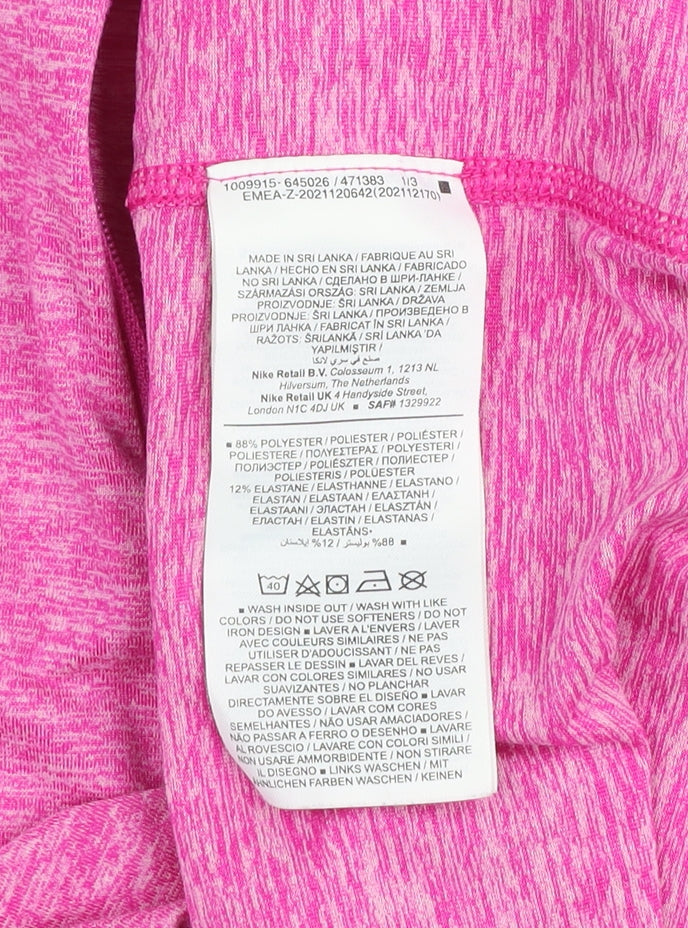 1009915- 645026 / 471383 1/3
EMEA-Z-2021120642(202112170)
MADE IN SRI LANKA / FABRIQUE AU SRI
LANKA / HECHO EN SRI LANKA / FABRICADO
NO SRI LANKA / СДЕЛАНО В ШРИ-ЛАНКЕ /
SZÁRMAZÁSI ORSZÁG: SRI LANKA / ZEMLJA
PROIZVODNJE: ŠRI LANKA / DRŽAVA
PROIZVODNJE: ŠRI LANKA / ПРОИЗВЕДЕНО В
ШРИ ЛАНКА / FABRICAT ÎN SRI LANKA /
RAŽOTS: ŠRILANKĀ / SRİ LANKA 'DA
YAPILMIŞTIR /
صنع في سري لانكا
Nike Retail B.V. Colosseum 1, 1213 NL
Hilversum, The Netherlands
Nike Retail UK 4 Handyside Street,
London N1C 4DJ UK ■ SAF# 1329922
■ 88% POLYESTER / POLIESTER / POLIÉSTER /
POLIESTERE / ΠΟΛΥΕΣΤΕΡΑΣ / POLYESTERI /
ПОЛИЭСТЕР / POLIÉSZTER / ПОЛИЕСТЕР /
POLIESTERIS / POLÜESTER
12% ELASTANE / ELASTHANNE / ELASTANO /
ELASTAN / ELASTAAN / ΕΛΑΣΤΑΝΗ /
ELASTAANI / ЭЛАСТАН / ELASZTÁN /
ЕЛАСТАН / ELASTIN / ELASTANAS /
ELASTĀNS•
88% بوليستر / 12% إيلاستان ■
40
■ WASH INSIDE OUT / WASH WITH LIKE
COLORS / DO NOT USE SOFTENERS / DO NOT
IRON DESIGN ■ LAVER A L'ENVERS / LAVER
AVEC COULEURS SIMILAIRES / NE PAS
UTILISER D'ADOUCISSANT / NE PAS
REPASSER LE DESSIN ■ LAVAR DEL REVES /
LAVAR CON COLORES SIMILARES / NO USAR
SUAVIZANTES / NO PLANCHAR
DIRECTAMENTE SOBRE EL DISEÑO ■ LAVAR
DO AVESSO / LAVAR COM CORES
SEMELHANTES / NÃO USAR AMACIADORES /
NÃO PASSAR A FERRO O DESENHO ■ LAVARE
AL ROVESCIO / LAVARE CON COLORI SIMILI /
NON USARE AMMORBIDENTE / NON STIRARE
IL DISEGNO ■ LINKS WASCHEN / MIT
ÄHNLICHEN FARBEN WASCHEN / KEINEN